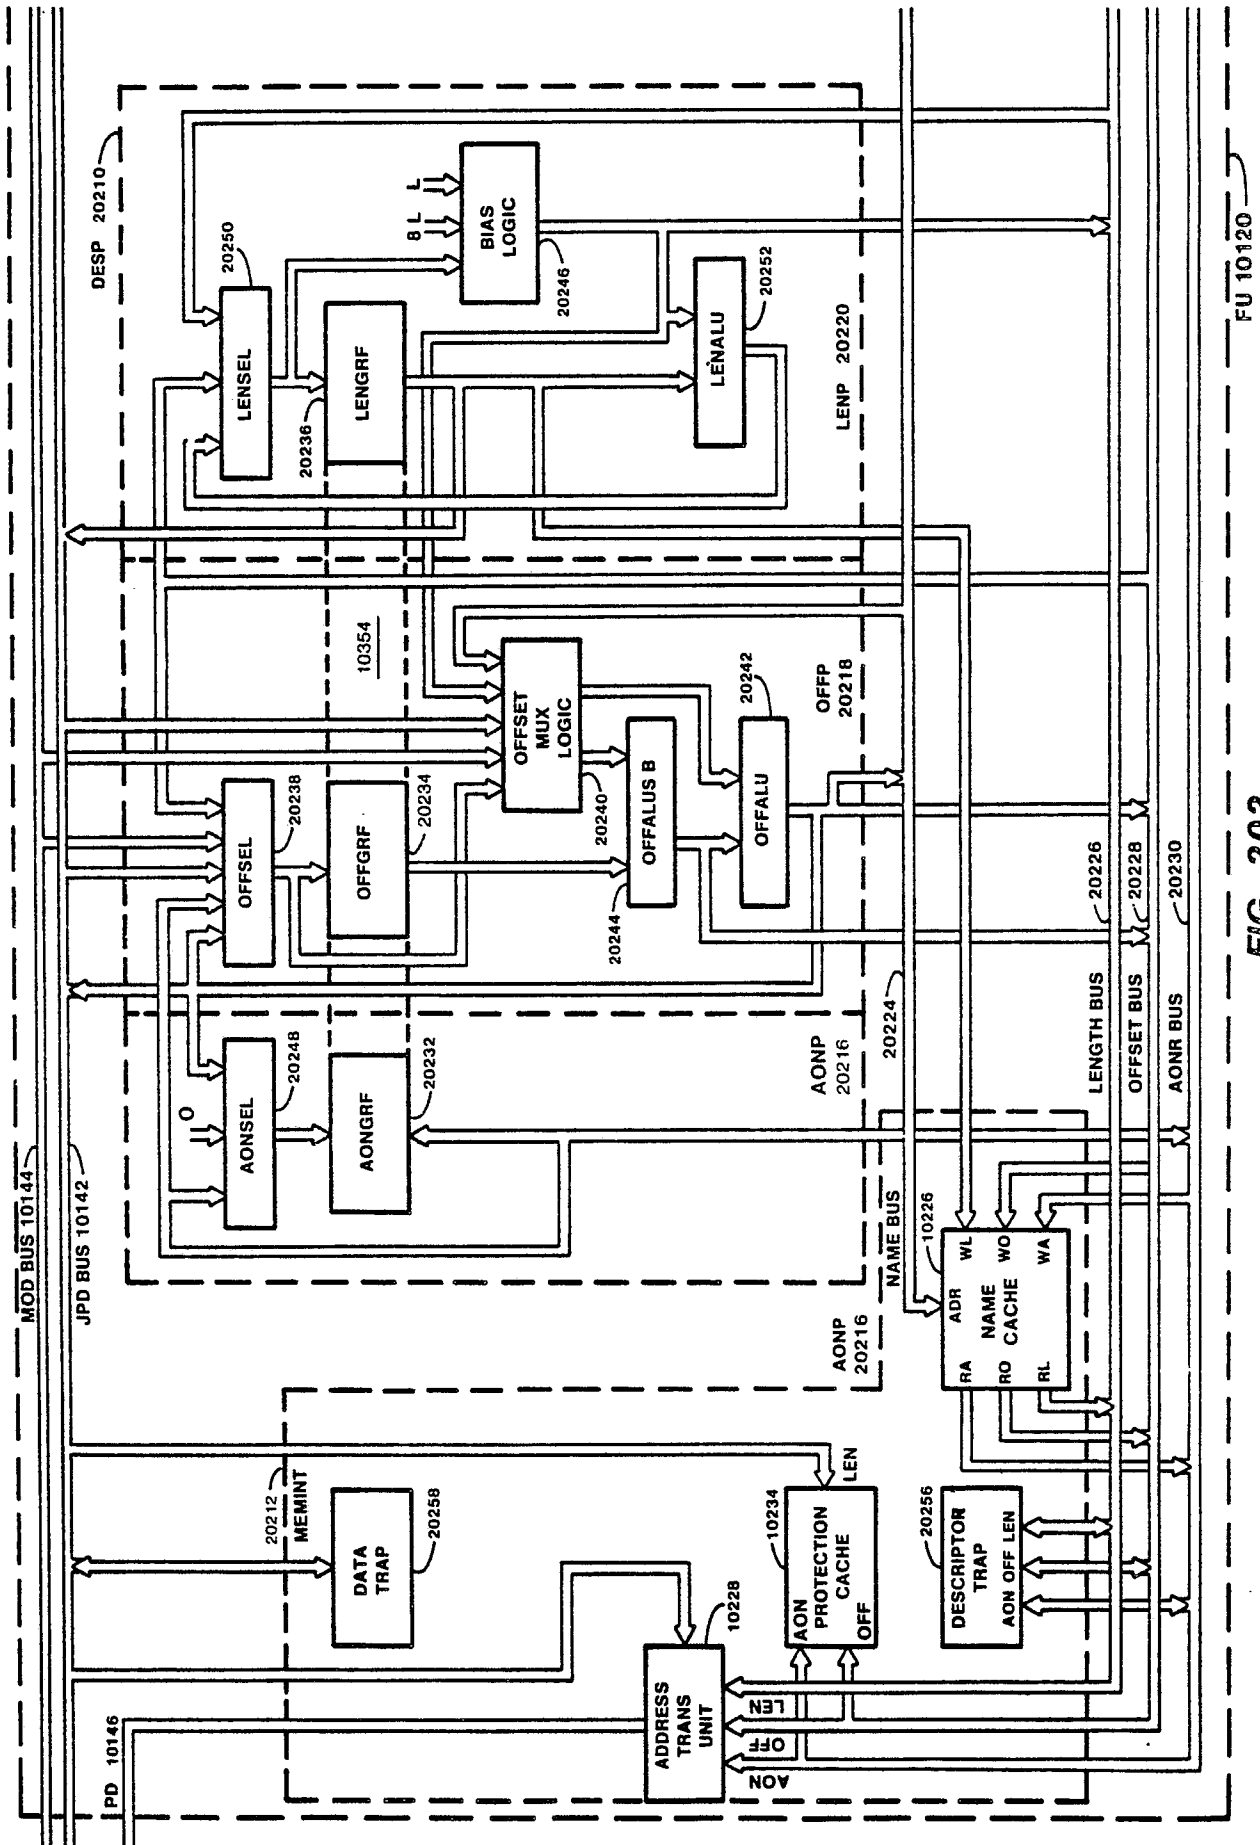 MOD BUS 10144
JPD BUS 10142
PD 10146
DESP 20210
20212
MEMINT
DATA
TRAP
20258
ADDRESS
TRANS
UNIT
10228
AON
OFF
LEN
AON
PROTECTION
CACHE
OFF
10234
LEN
DESCRIPTOR
TRAP
AON OFF LEN
20256
AONP
20216
NAME BUS
20224
10226
ADR
NAME
CACHE
RA
RO
RL
WL
WO
WA
AONSEL
20248
O
AONGRF
20232
AONP
20216
OFFSEL
20238
OFFGRF
20234
10354
OFFSET
MUX
LOGIC
20240
OFFALUS B
20244
OFFALU
20242
OFFP
20218
LENSEL
20250
LENGRF
20236
BIAS
LOGIC
20246
B
L
L
LENALU
20252
LENP 20220
LENGTH BUS
20226
OFFSET BUS
20228
AONR BUS
20230
FU 10120